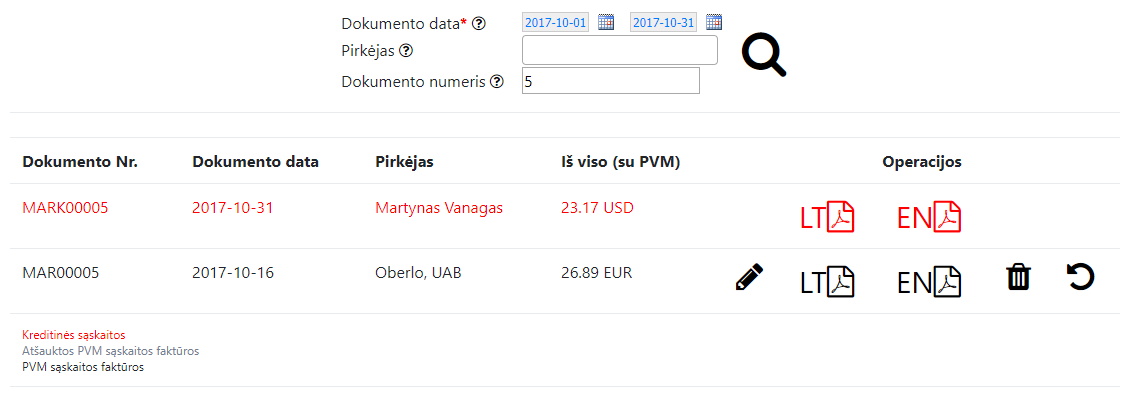 Dokumento data* 2017-10-01 2017-10-31
Pirkėjas
Dokumento numeris 5
Dokumento Nr. Dokumento data Pirkėjas Iš viso (su PVM) Operacijos
MARK00005 2017-10-31 Martynas Vanagas 23.17 USD LT EN
MAR00005 2017-10-16 Oberlo, UAB 26.89 EUR LT EN
Kreditinės sąskaitos
Atšauktos PVM sąskaitos faktūros
PVM sąskaitos faktūros